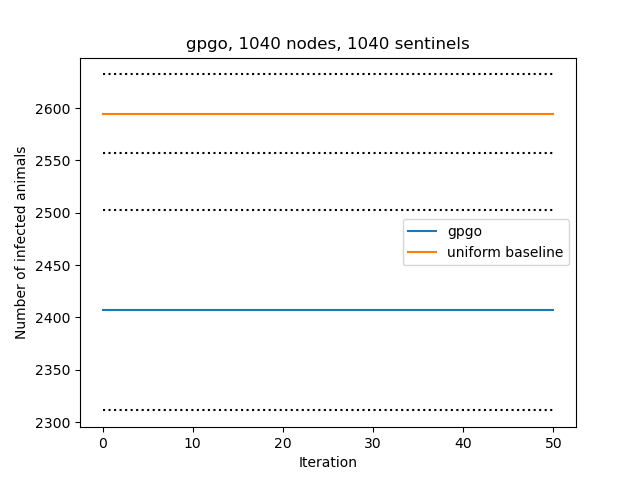 gpgo, 1040 nodes, 1040 sentinels
Number of infected animals
2600
2550
2500
2450
2400
2350
2300
gpgo
uniform baseline
0 10 20 30 40 50
Iteration